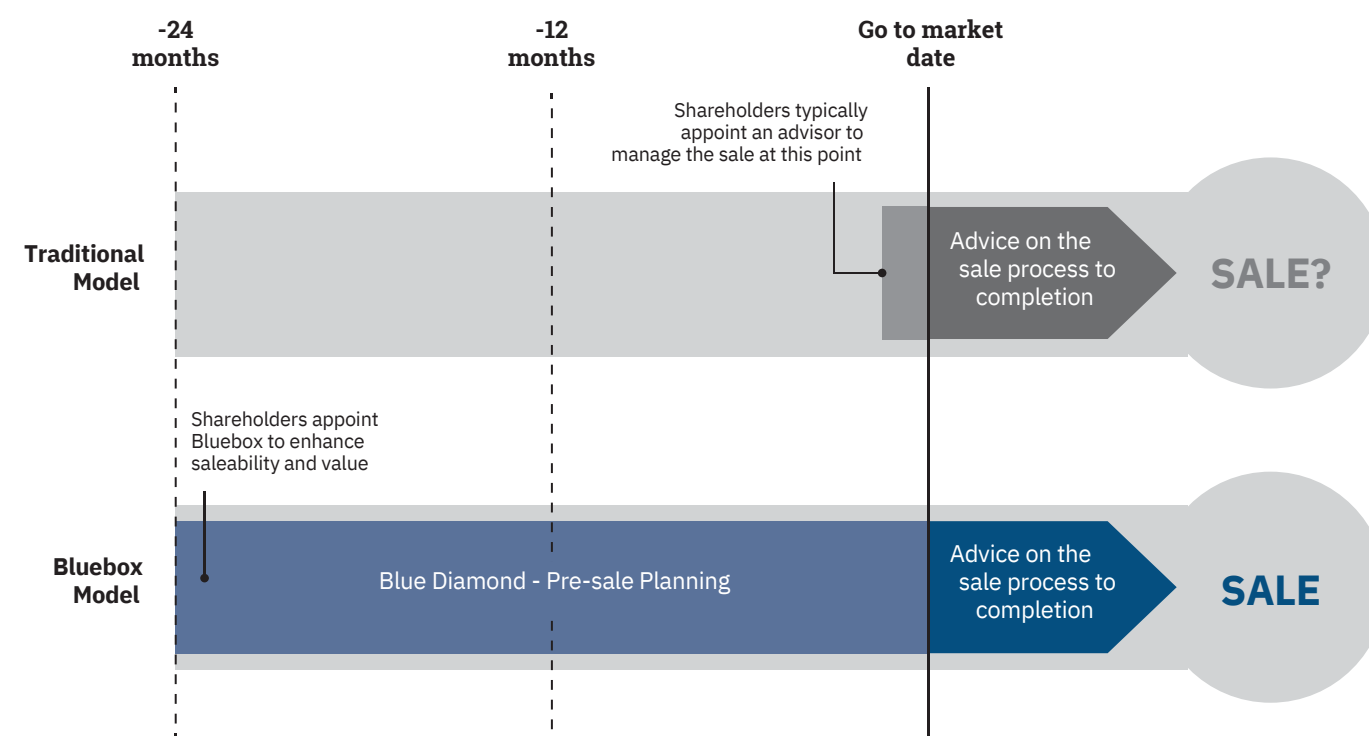 -24
months
-12
months
Go to market
date
Shareholders typically
appoint an advisor to
manage the sale at this point
Traditional
Model
Advice on the
sale process to
completion
SALE?
Shareholders appoint
Bluebox to enhance
saleability and value
Bluebox
Model
Blue Diamond - Pre-sale Planning
Advice on the
sale process to
completion
SALE